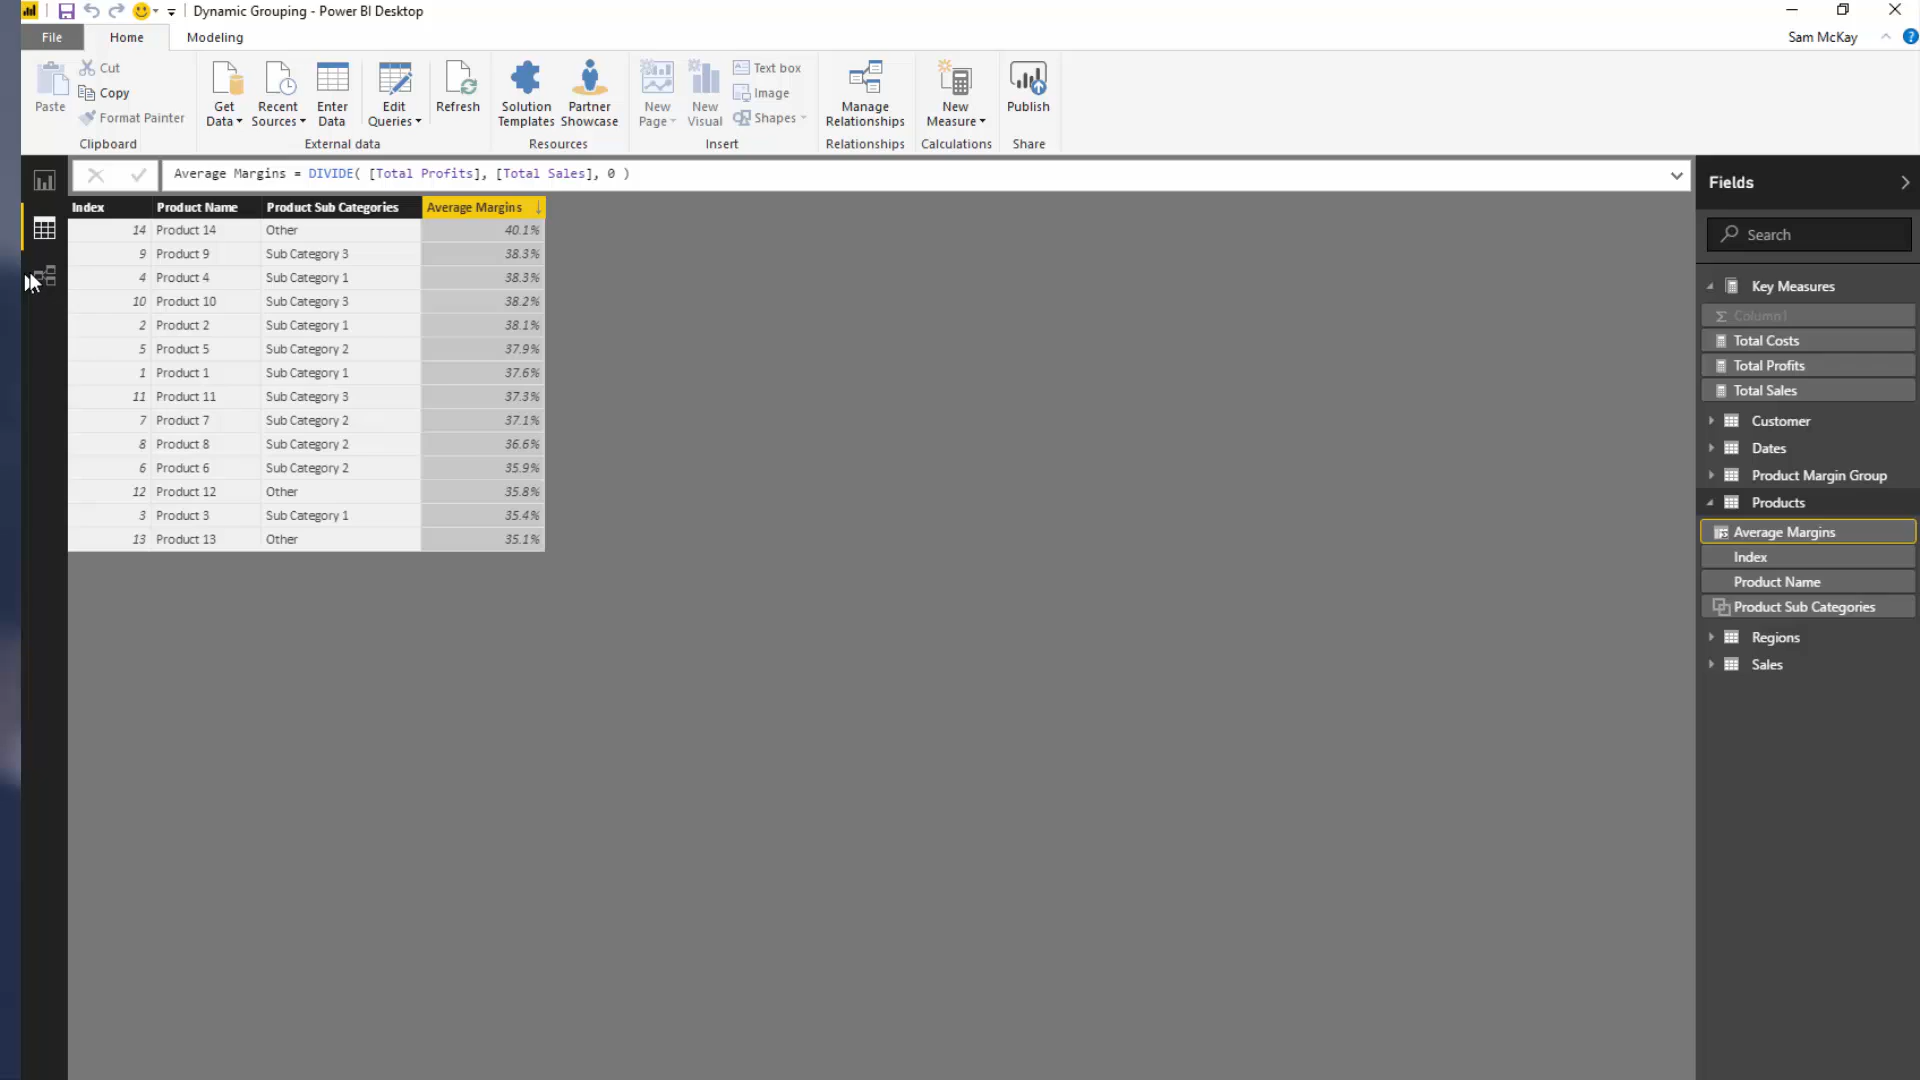 Dynamic Grouping - Power BI Desktop
File
Home
Modeling
Sam McKay
Paste
Cut
Copy
Format Painter
Clipboard
Get Data
Recent Sources
Enter Data
Edit Queries
Refresh
External data
Solution Templates
Partner Showcase
Resources
New Page
New Visual
Text box
Image
Shapes
Insert
Manage Relationships
Relationships
New Measure
Calculations
Publish
Share
Average Margins = DIVIDE( [Total Profits], [Total Sales], 0 )
Index Product Name Product Sub Categories Average Margins
14 Product 14 Other 40.1%
9 Product 9 Sub Category 3 38.3%
4 Product 4 Sub Category 1 38.3%
10 Product 10 Sub Category 3 38.2%
2 Product 2 Sub Category 1 38.1%
5 Product 5 Sub Category 2 37.9%
1 Product 1 Sub Category 1 37.6%
11 Product 11 Sub Category 3 37.3%
7 Product 7 Sub Category 2 37.1%
8 Product 8 Sub Category 2 36.6%
6 Product 6 Sub Category 2 35.9%
12 Product 12 Other 35.8%
3 Product 3 Sub Category 1 35.4%
13 Product 13 Other 35.1%
Fields
Search
Key Measures
Column1
Total Costs
Total Profits
Total Sales
Customer
Dates
Product Margin Group
Products
Average Margins
Index
Product Name
Product Sub Categories
Regions
Sales